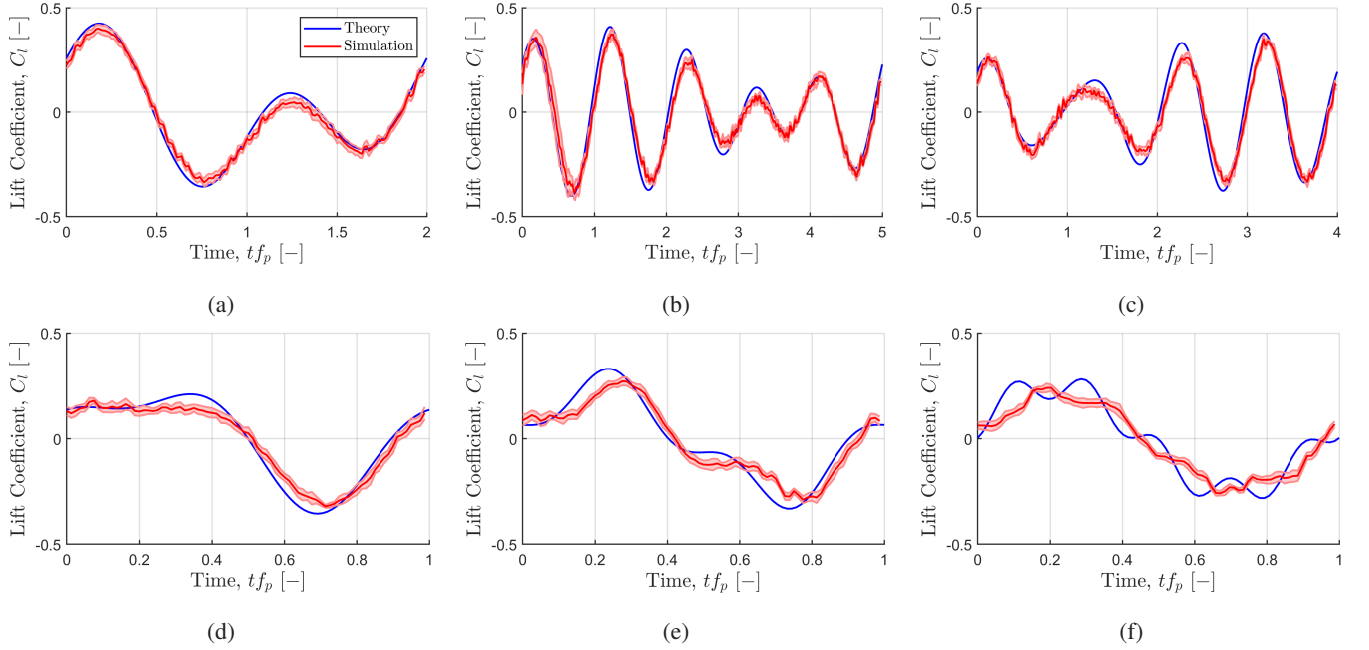 Lift Coefficient, C_l [−]
0.5
0
-0.5
0
0.5
1
1.5
2
Time, tf_p [−]
Theory
Simulation
(a)
Lift Coefficient, C_l [−]
0.5
0
-0.5
0
1
2
3
4
5
Time, tf_p [−]
(b)
Lift Coefficient, C_l [−]
0.5
0
-0.5
0
1
2
3
4
Time, tf_p [−]
(c)
Lift Coefficient, C_l [−]
0.5
0
-0.5
0
0.2
0.4
0.6
0.8
1
Time, tf_p [−]
(d)
Lift Coefficient, C_l [−]
0.5
0
-0.5
0
0.2
0.4
0.6
0.8
1
Time, tf_p [−]
(e)
Lift Coefficient, C_l [−]
0.5
0
-0.5
0
0.2
0.4
0.6
0.8
1
Time, tf_p [−]
(f)